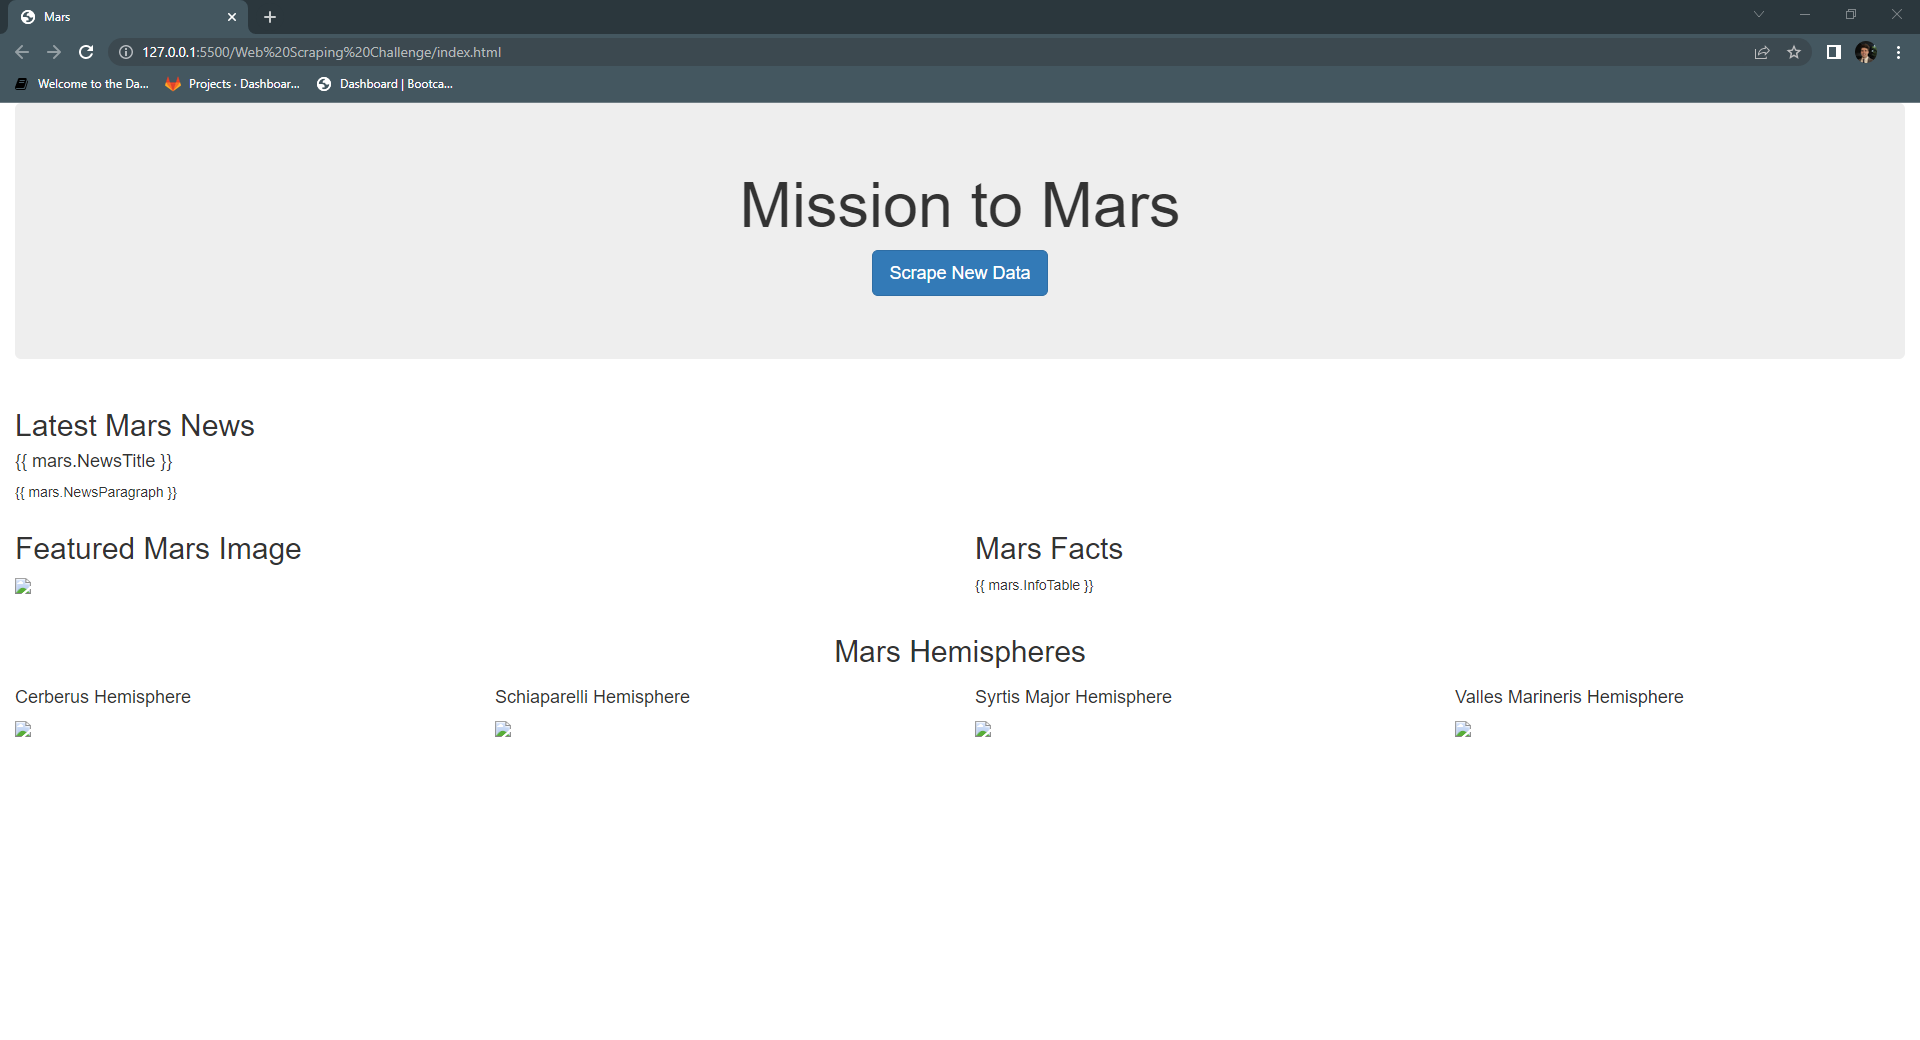 Mars
127.0.0.1:5500/Web%20Scraping%20Challenge/index.html
Welcome to the Da...
Projects · Dashboar...
Dashboard | Bootca...
Mission to Mars
Scrape New Data
Latest Mars News
{{ mars.NewsTitle }}
{{ mars.NewsParagraph }}
Featured Mars Image
Mars Facts
{{ mars.InfoTable }}
Mars Hemispheres
Cerberus Hemisphere
Schiaparelli Hemisphere
Syrtis Major Hemisphere
Valles Marineris Hemisphere